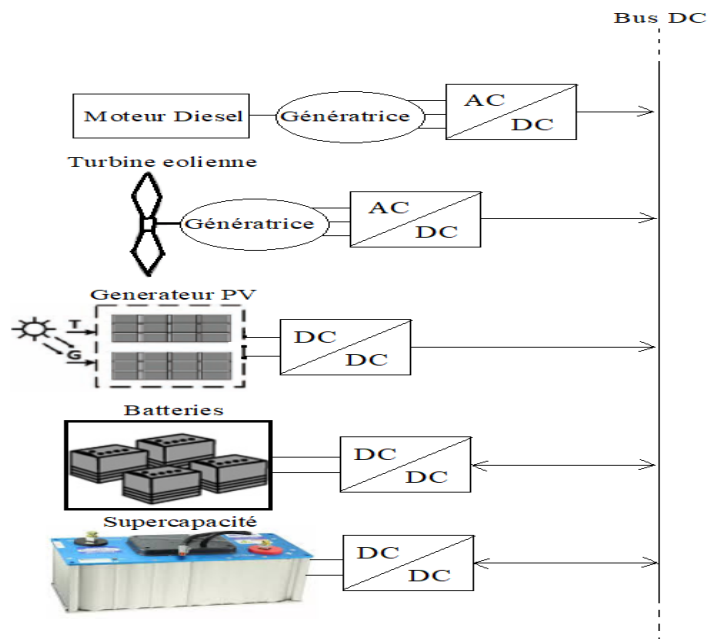 Bus DC
Moteur Diesel
Génératrice
AC
DC
Turbine eolienne
Génératrice
AC
DC
Generateur PV
T
G
DC
DC
Batteries
DC
DC
Supercapacité
DC
DC